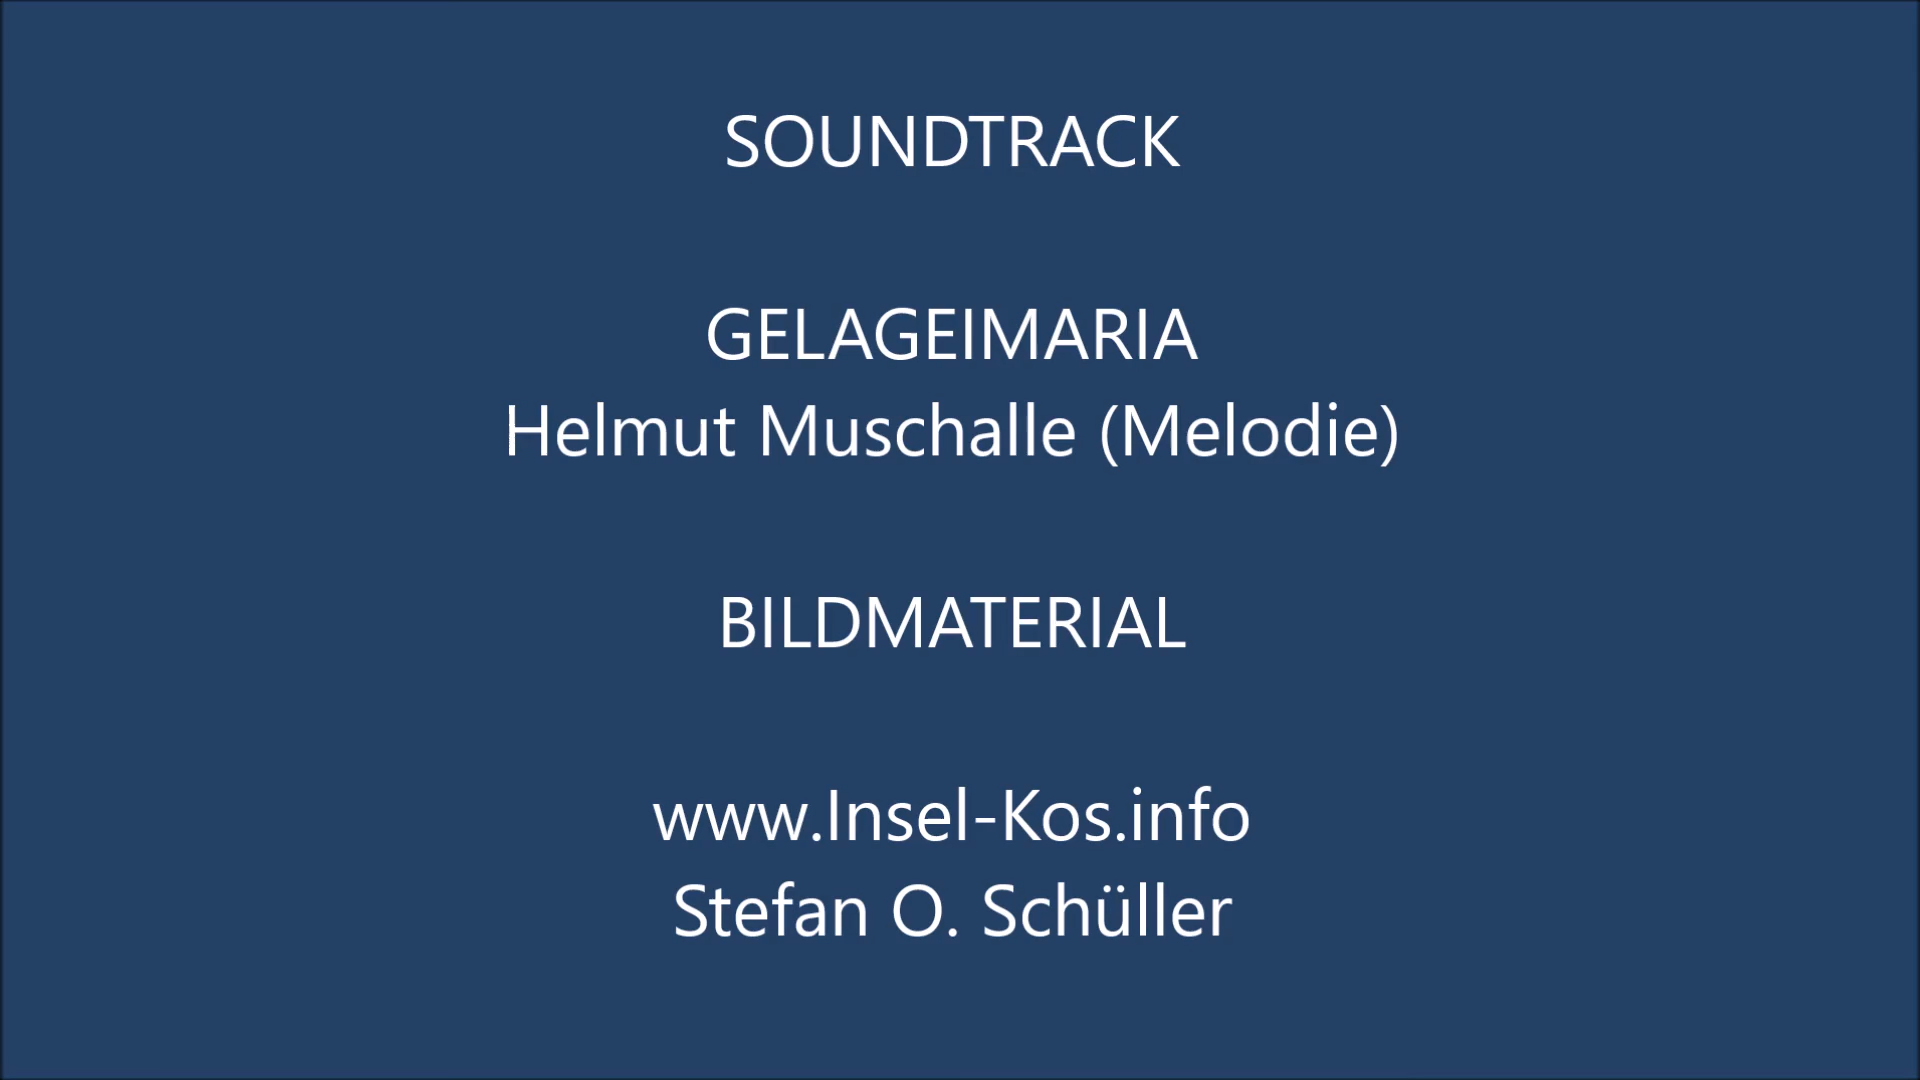 SOUNDTRACK
GELAGEIMARIA
Helmut Muschalle (Melodie)
BILDMATERIAL
www.Insel-Kos.info
Stefan O. Schüller